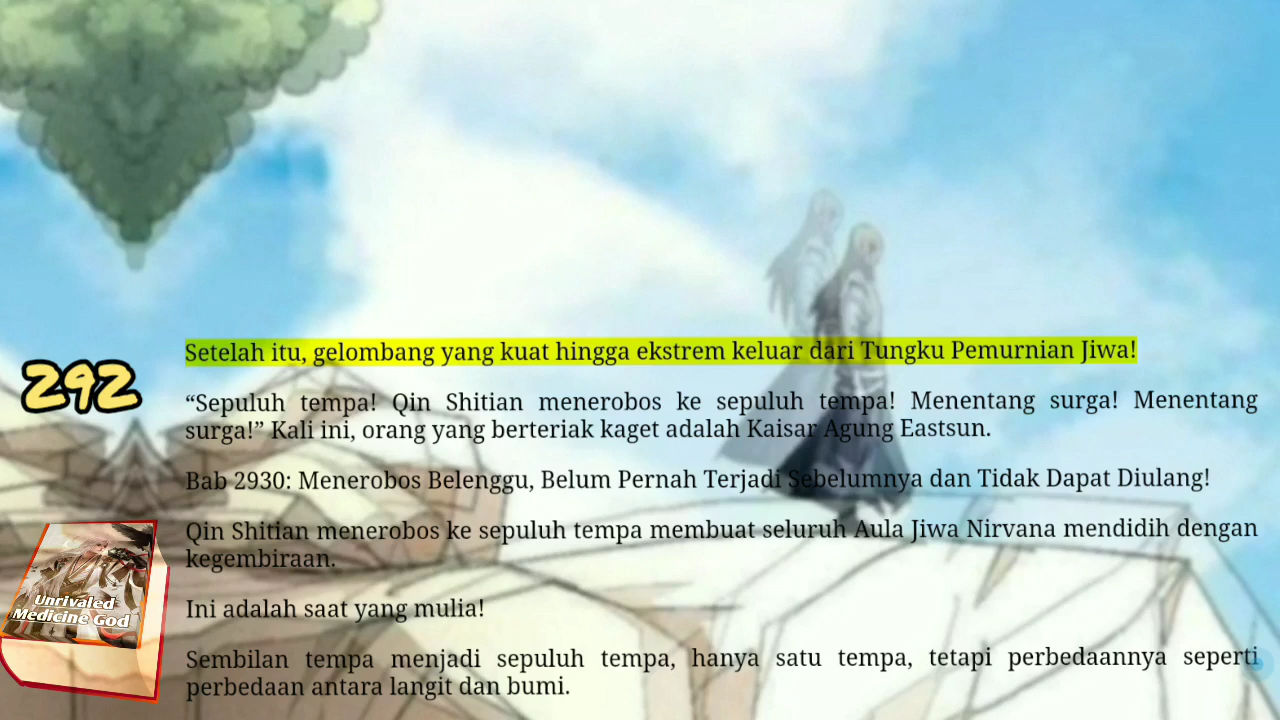 Setelah itu, gelombang yang kuat hingga ekstrem keluar dari Tungku Pemurnian Jiwa!
292
“Sepuluh tempa! Qin Shitian menerobos ke sepuluh tempa! Menentang surga! Menentang
surga!” Kali ini, orang yang berteriak kaget adalah Kaisar Agung Eastsun.
Bab 2930: Menerobos Belenggu, Belum Pernah Terjadi Sebelumnya dan Tidak Dapat Diulang!
Qin Shitian menerobos ke sepuluh tempa membuat seluruh Aula Jiwa Nirvana mendidih dengan
kegembiraan.
Ini adalah saat yang mulia!
Unrivaled
Medicine God
Sembilan tempa menjadi sepuluh tempa, hanya satu tempa, tetapi perbedaannya seperti
perbedaan antara langit dan bumi.